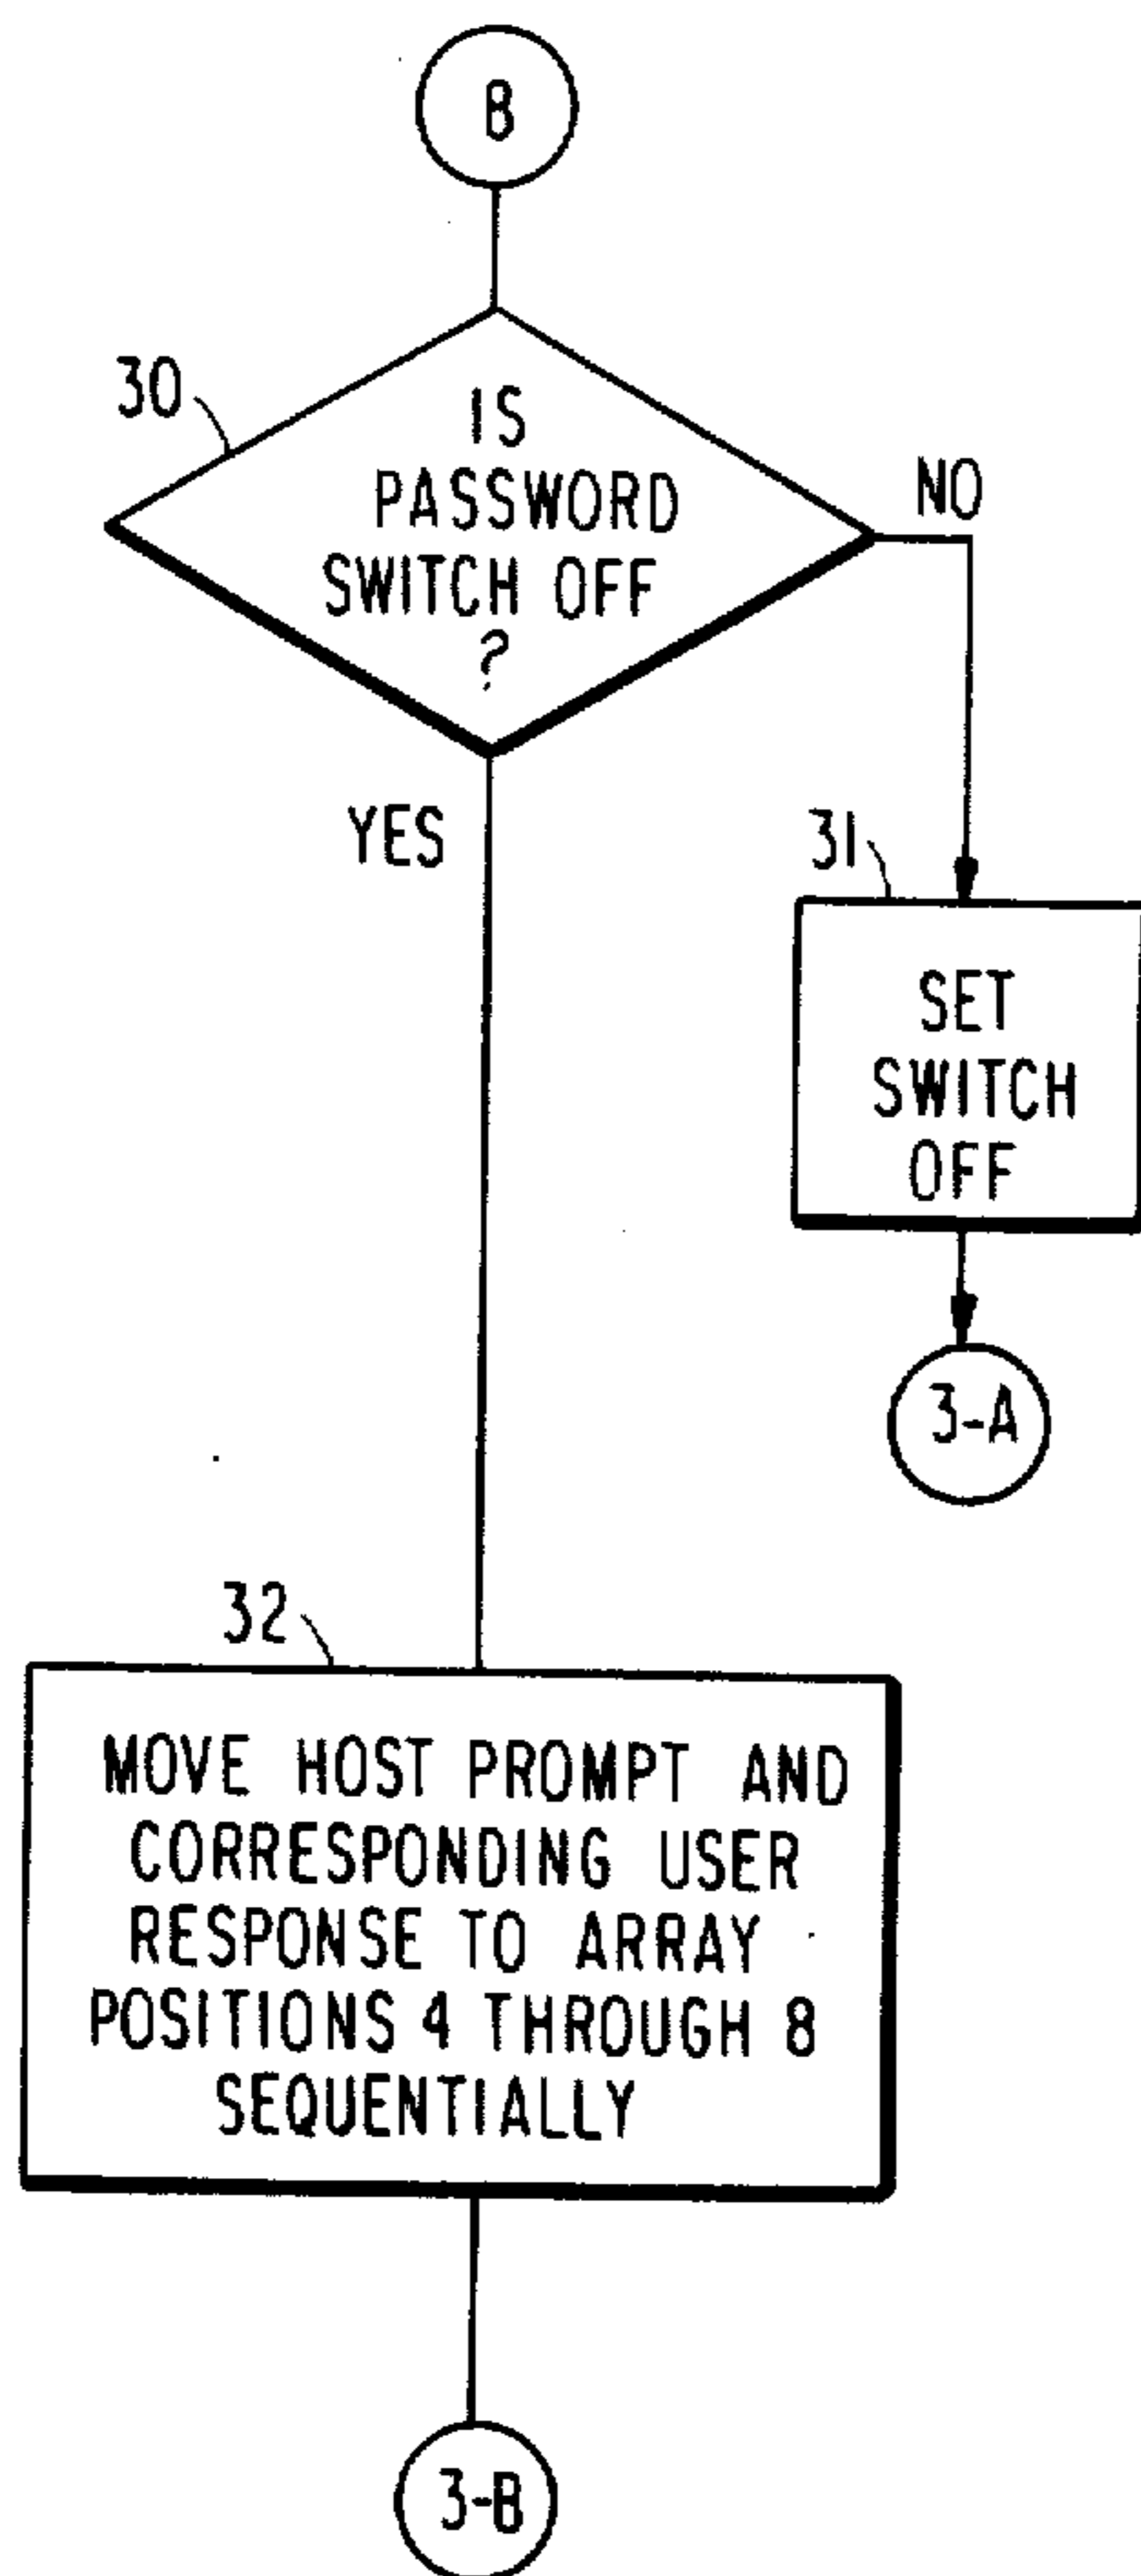 B
30
IS
PASSWORD
SWITCH OFF
?
NO
YES
31
SET
SWITCH
OFF
3-A
32
MOVE HOST PROMPT AND
CORRESPONDING USER
RESPONSE TO ARRAY
POSITIONS 4 THROUGH 8
SEQUENTIALLY
3-B